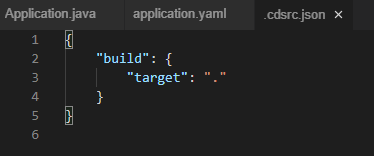 Application.java application.yaml .cdsrc.json ×
1 {
2 "build": {
3 "target": "."
4 }
5 }
6